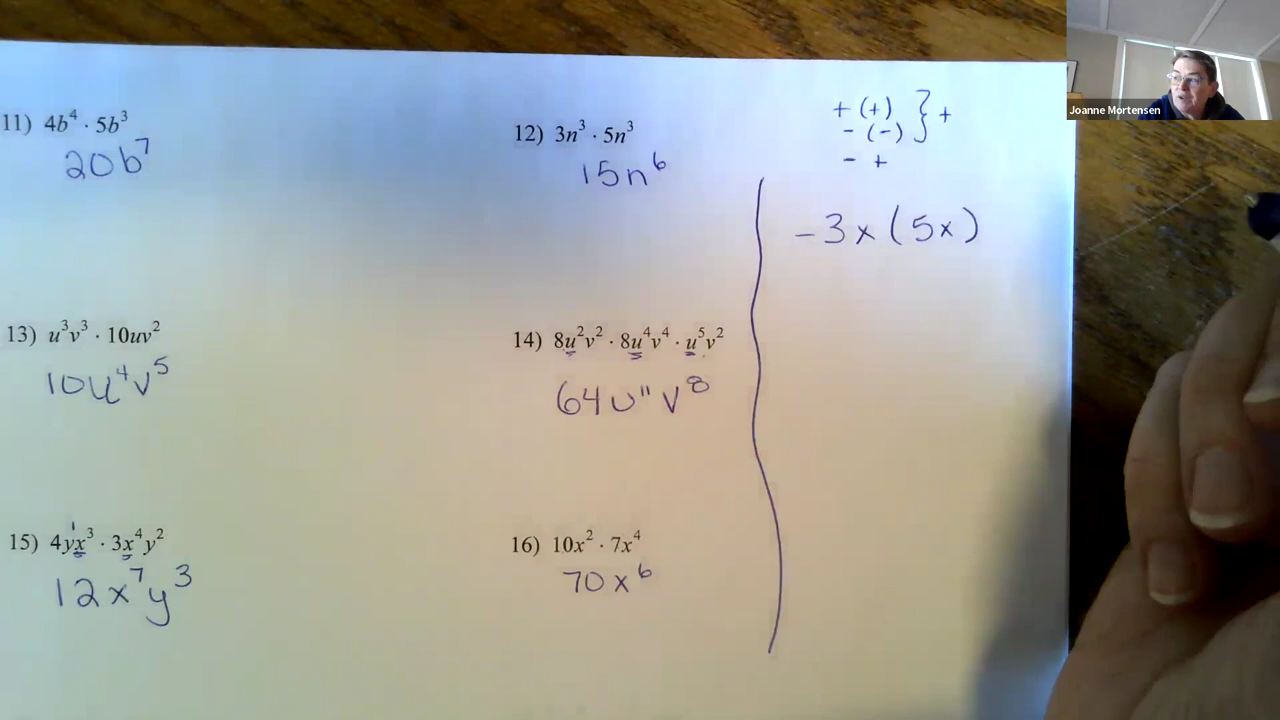 Joanne Mortensen
11) 4b⁴ · 5b³
20b⁷
12) 3n³ · 5n³
15n⁶
+ (+) } +
- (-)
- +
-3x(5x)
13) u³v³ · 10uv²
10u⁴v⁵
14) 8u²v² · 8u⁴v⁴ · u⁵v²
64u¹¹v⁸
15) 4y¹x³ · 3x⁴y²
12x⁷y³
16) 10x² · 7x⁴
70x⁶